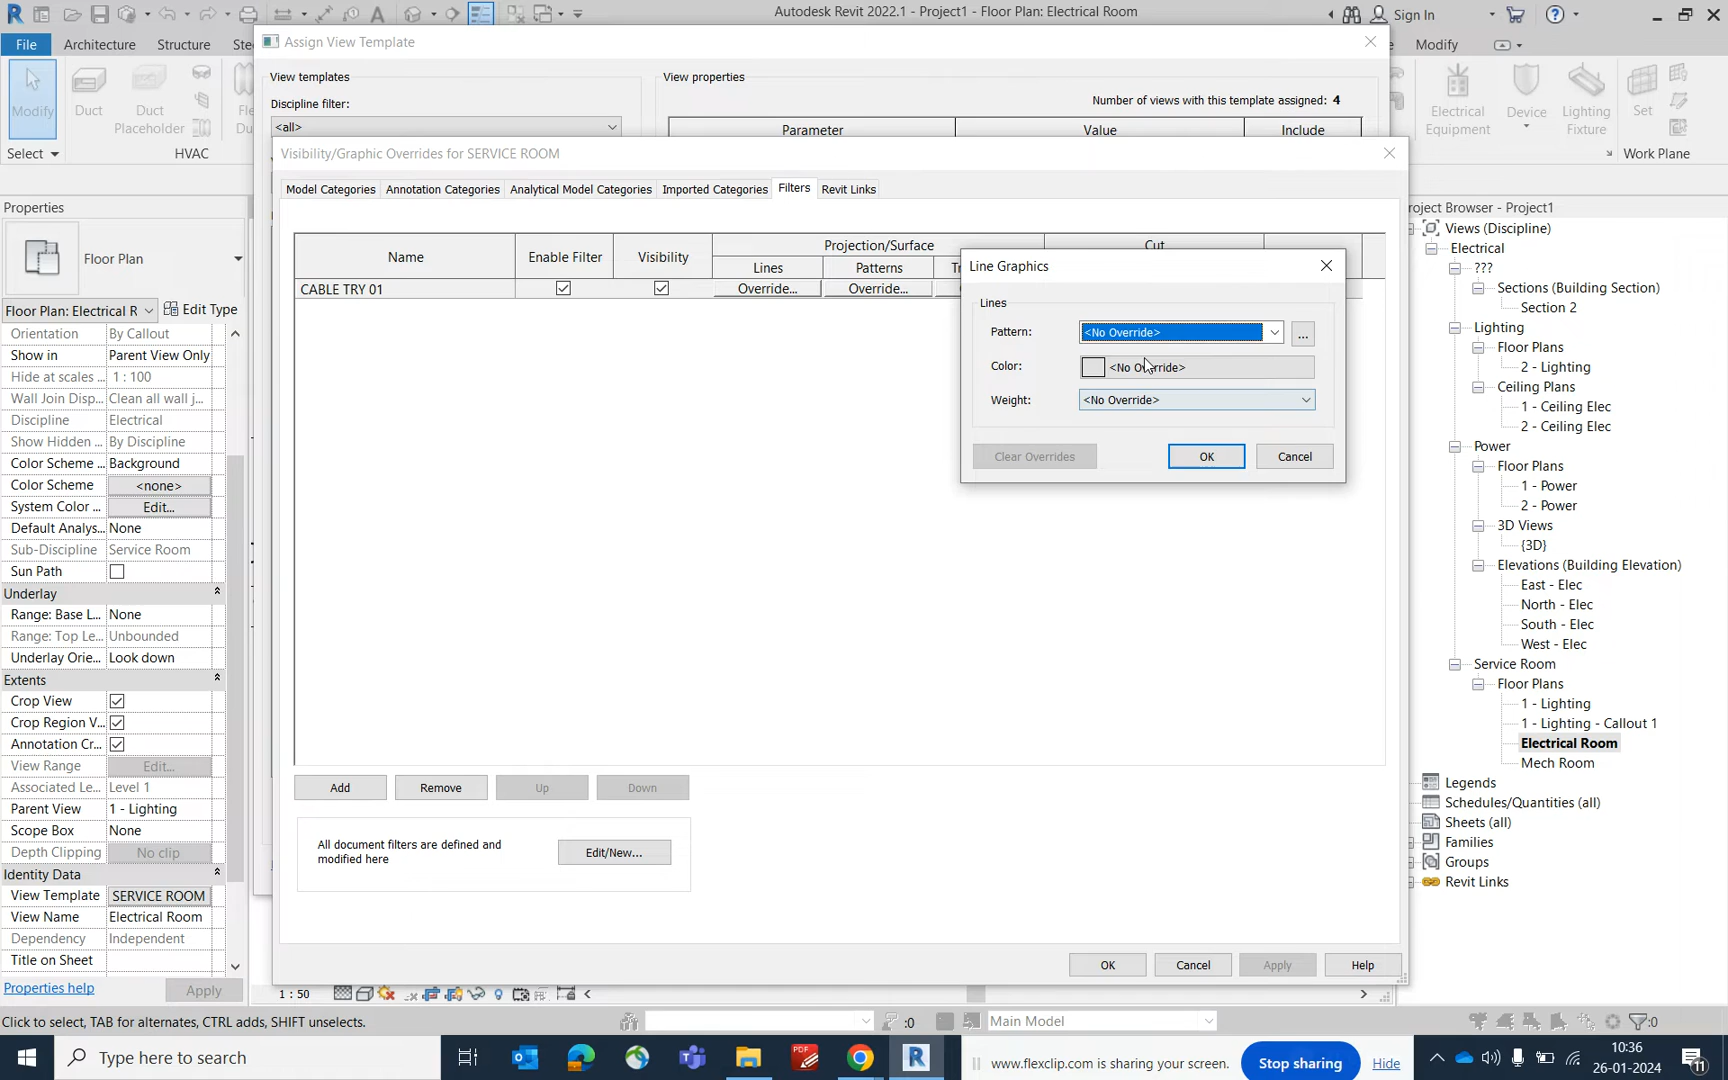 Autodesk Revit 2022.1 - Project1 - Floor Plan: Electrical Room
Sign In
File
Architecture
Structure
Modify
Assign View Template
View templates
Discipline filter:
<all>
View properties
Number of views with this template assigned: 4
Parameter
Value
Include
Modify
Duct
Duct
Placeholder
Select
HVAC
Electrical
Equipment
Device
Lighting
Fixture
Set
Work Plane
Visibility/Graphic Overrides for SERVICE ROOM
Model Categories
Annotation Categories
Analytical Model Categories
Imported Categories
Filters
Revit Links
Name
Enable Filter
Visibility
Projection/Surface
Cut
Lines
Patterns
CABLE TRY 01
Override...
Override...
Line Graphics
Lines
Pattern:
<No Override>
...
Color:
<No Override>
Weight:
<No Override>
Clear Overrides
OK
Cancel
Add
Remove
Up
Down
All document filters are defined and
modified here
Edit/New...
OK
Cancel
Apply
Help
Properties
Floor Plan
Floor Plan: Electrical R
Edit Type
Orientation By Callout
Show in Parent View Only
Hide at scales ... 1 : 100
Wall Join Disp... Clean all wall j...
Discipline Electrical
Show Hidden ... By Discipline
Color Scheme ... Background
Color Scheme <none>
System Color ... Edit...
Default Analys... None
Sub-Discipline Service Room
Sun Path
Underlay
Range: Base L... None
Range: Top Le... Unbounded
Underlay Orie... Look down
Extents
Crop View
Crop Region V...
Annotation Cr...
View Range Edit...
Associated Le... Level 1
Parent View 1 - Lighting
Scope Box None
Depth Clipping No clip
Identity Data
View Template SERVICE ROOM
View Name Electrical Room
Dependency Independent
Title on Sheet
Properties help
Apply
roject Browser - Project1
Views (Discipline)
Electrical
???
Sections (Building Section)
Section 2
Lighting
Floor Plans
2 - Lighting
Ceiling Plans
1 - Ceiling Elec
2 - Ceiling Elec
Power
Floor Plans
1 - Power
2 - Power
3D Views
{3D}
Elevations (Building Elevation)
East - Elec
North - Elec
South - Elec
West - Elec
Service Room
Floor Plans
1 - Lighting
1 - Lighting - Callout 1
Electrical Room
Mech Room
Legends
Schedules/Quantities (all)
Sheets (all)
Families
Groups
Revit Links
1 : 50
Click to select, TAB for alternates, CTRL adds, SHIFT unselects.
:0
Main Model
:0
Type here to search
PDF
www.flexclip.com is sharing your screen.
Stop sharing
Hide
10:36
26-01-2024
11